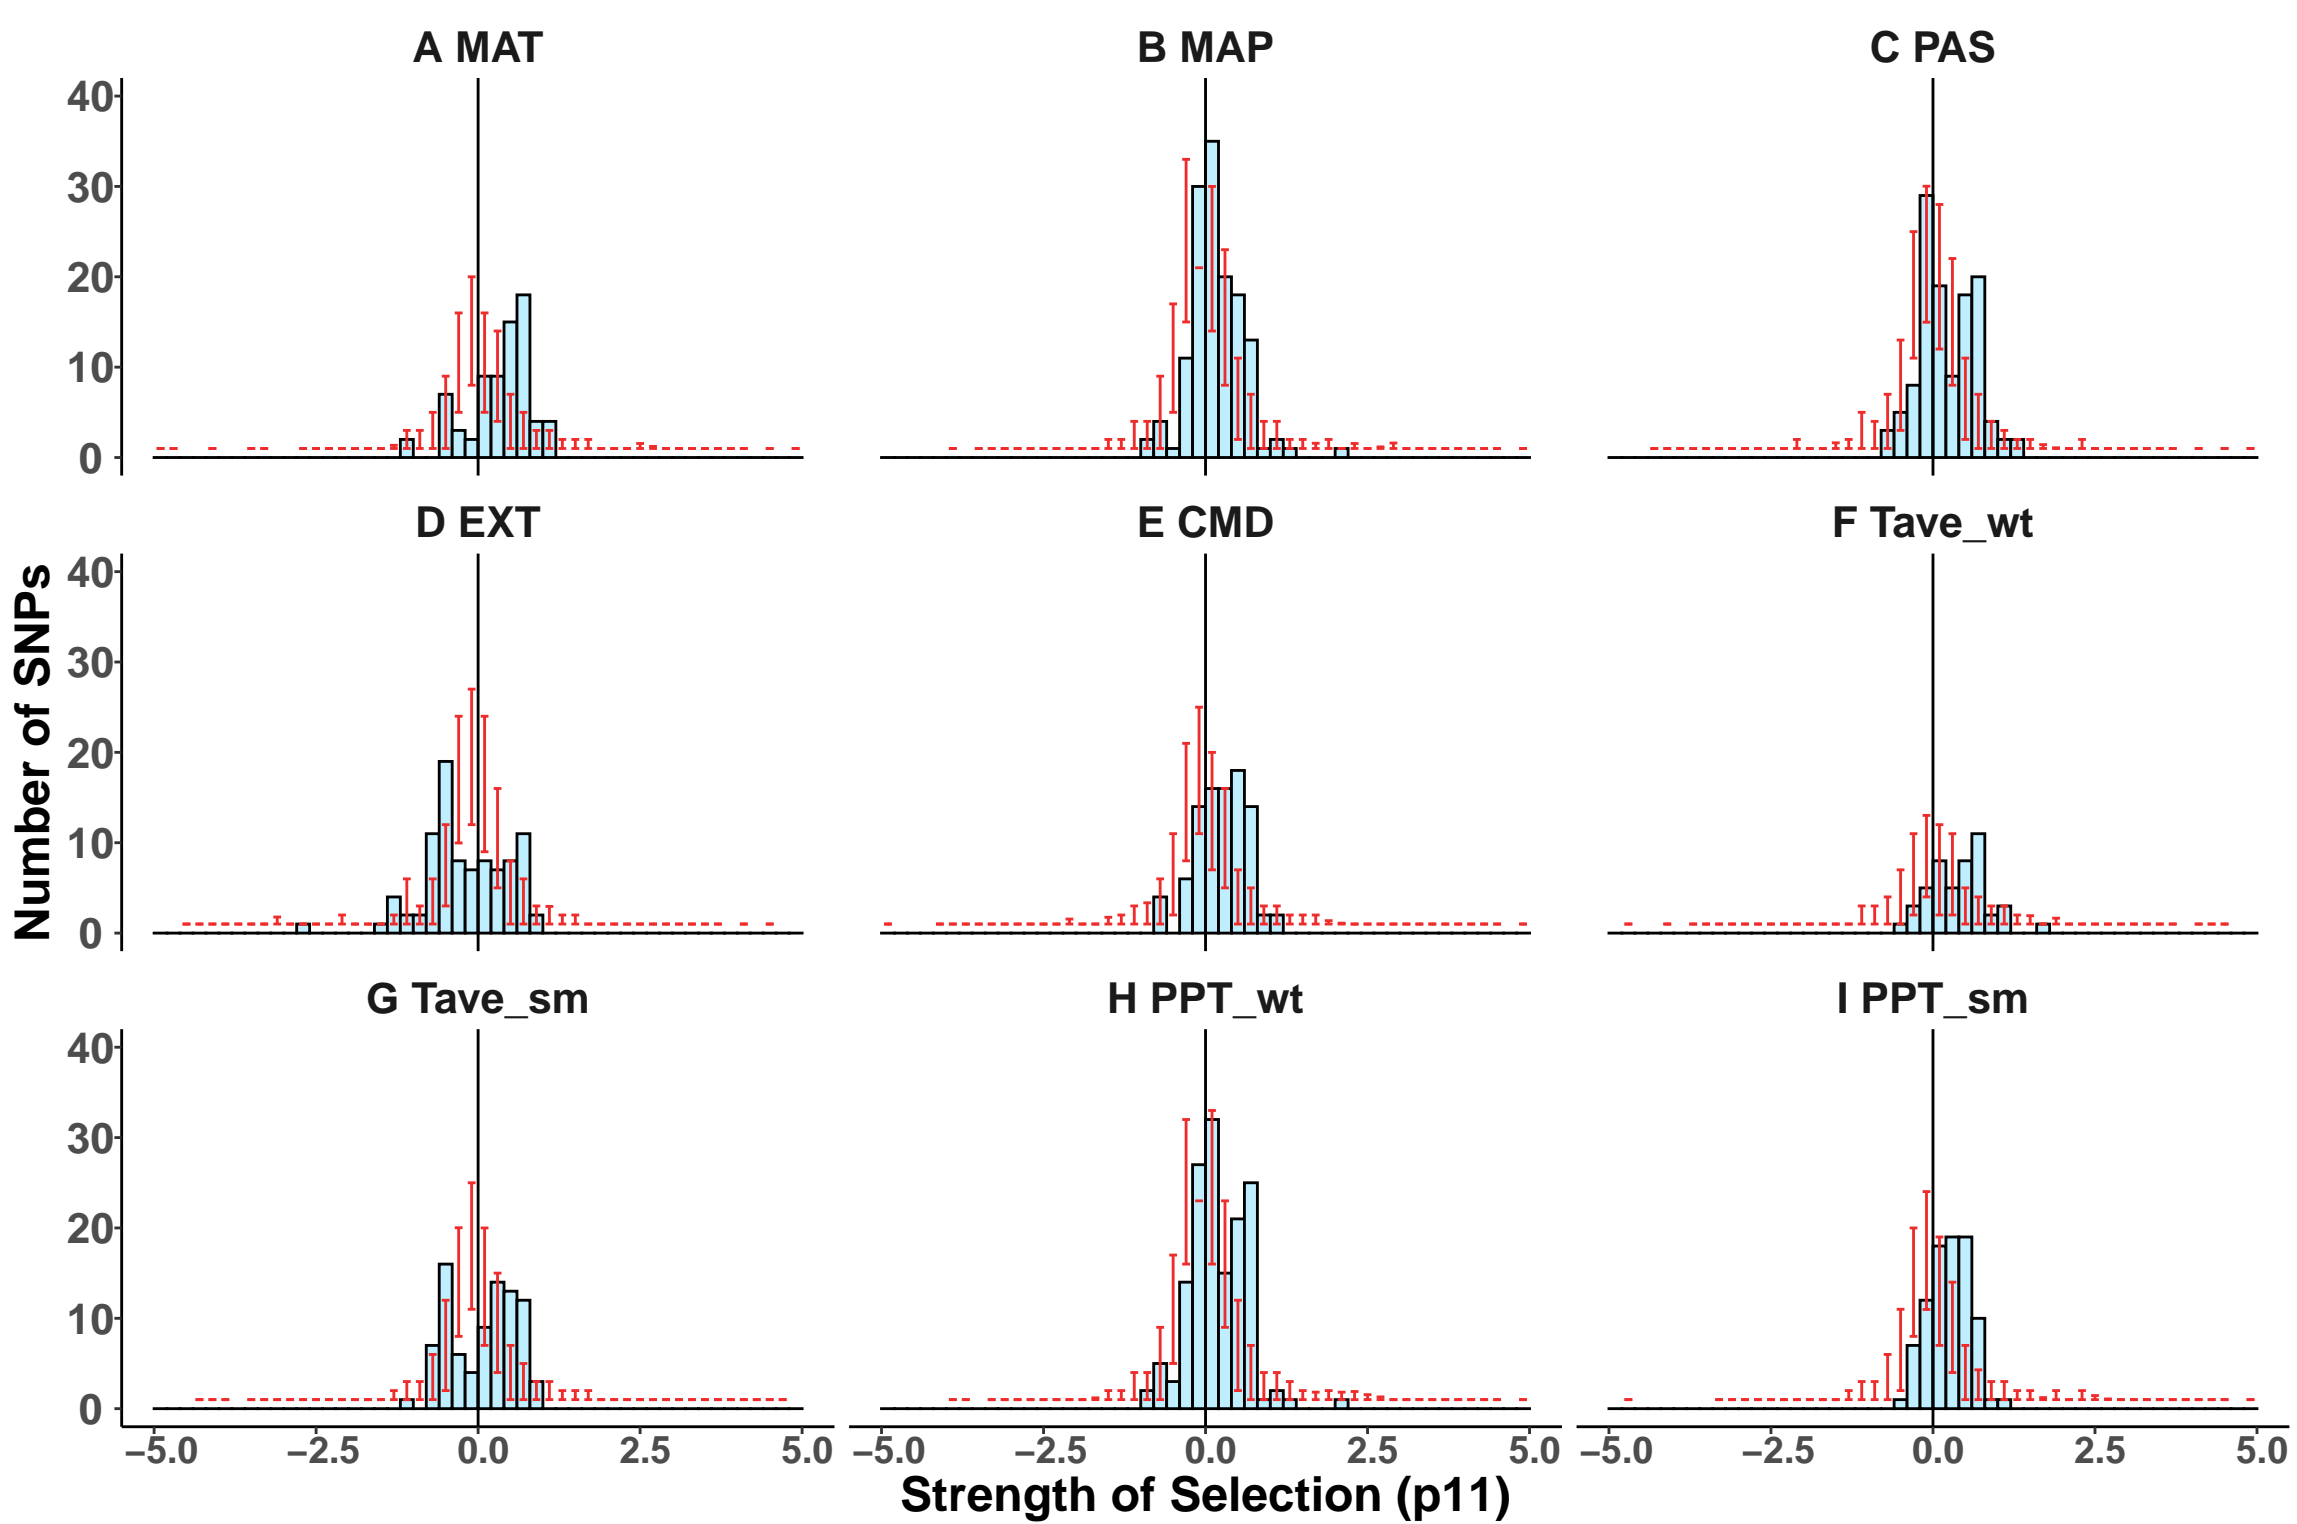 A MAT
B MAP
C PAS
40
30
20
10
0
D EXT
E CMD
F Tave_wt
40
30
20
10
0
Number of SNPs
G Tave_sm
H PPT_wt
I PPT_sm
40
30
20
10
0
−5.0 −2.5 0.0 2.5 5.0
−5.0 −2.5 0.0 2.5 5.0
−5.0 −2.5 0.0 2.5 5.0
Strength of Selection (p11)